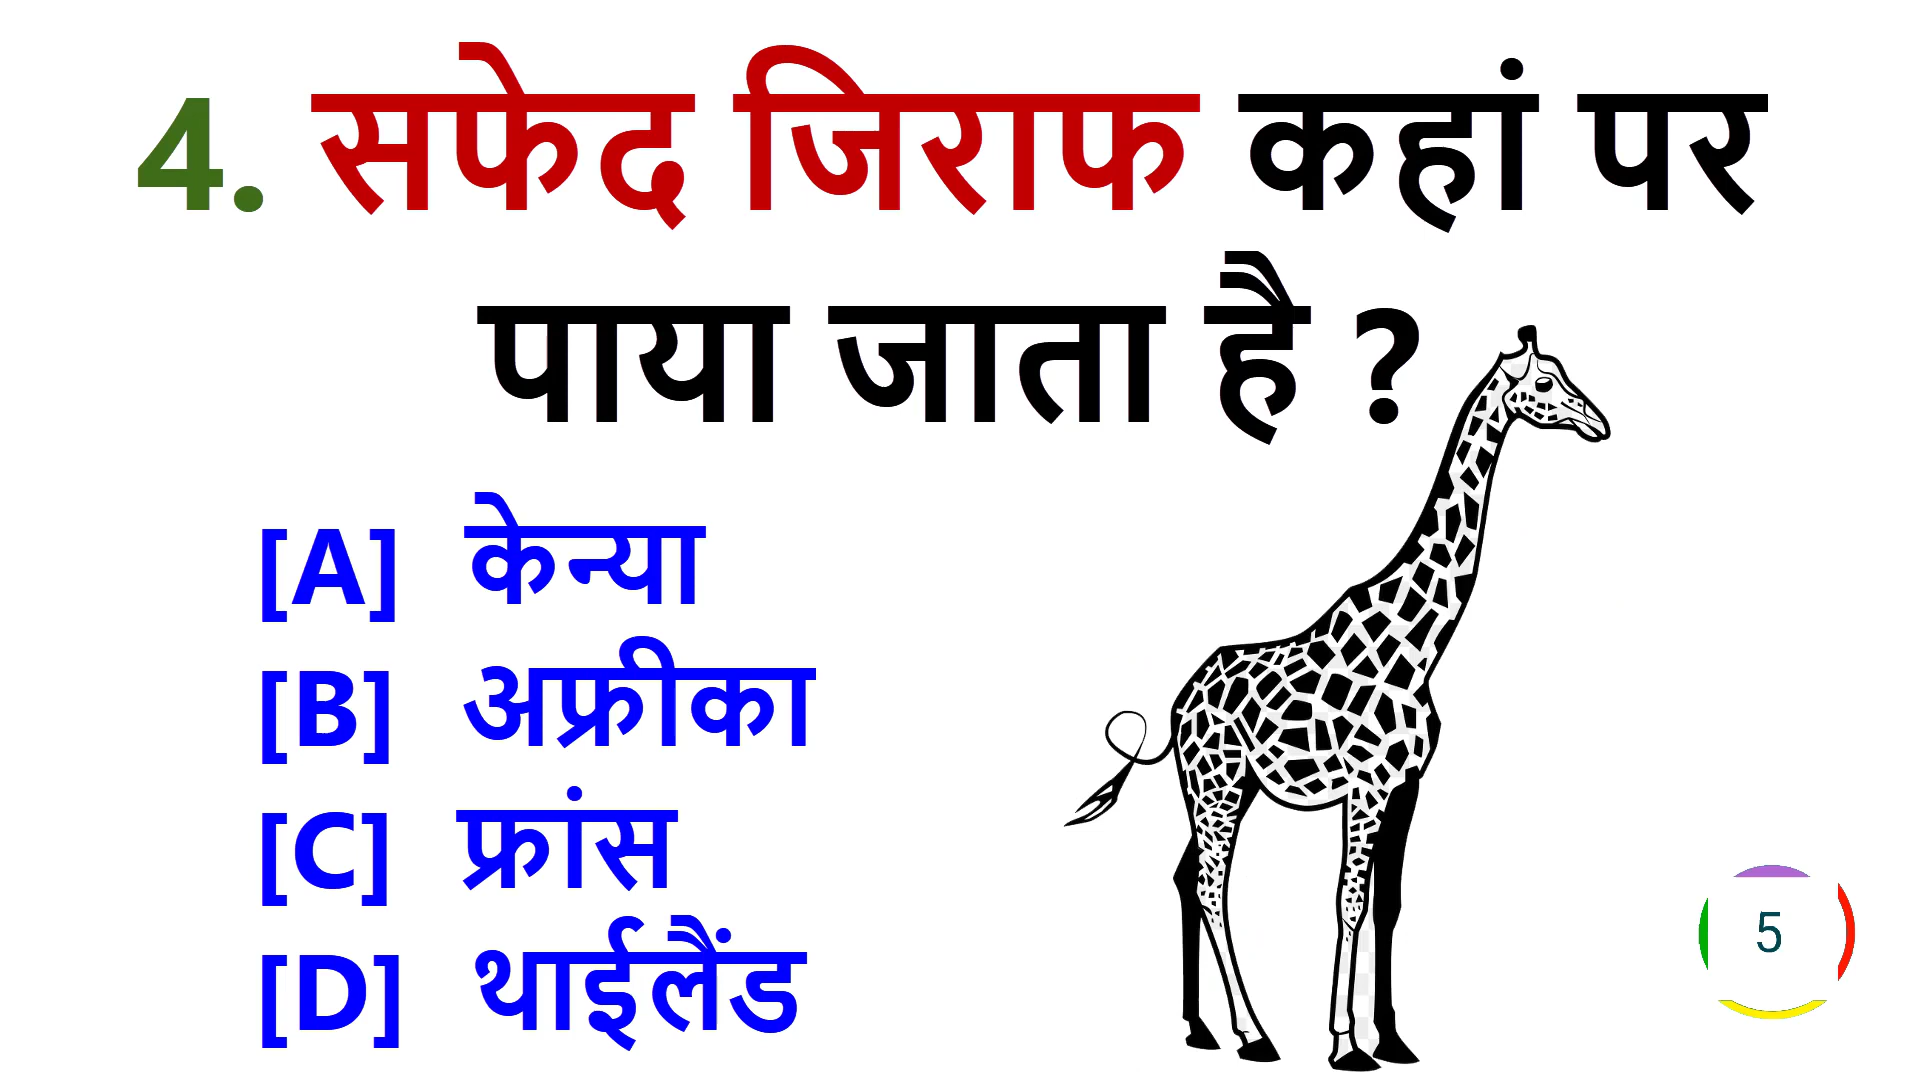 4. सफेद जिराफ कहां पर
पाया जाता है ?
[A] केन्या
[B] अफ्रीका
[C] फ्रांस
[D] थाईलैंड
5